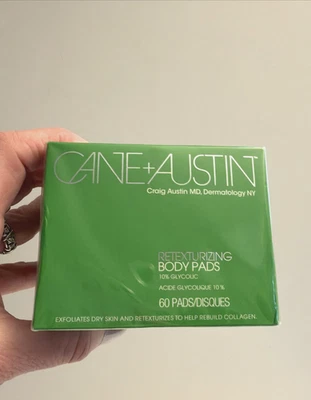 CANE+AUSTIN
Craig Austin MD, Dermatology NY
RETEXTURIZING
BODY PADS
10% GLYCOLIC
ACIDE GLYCOLIQUE 10 %
60 PADS/DISQUES
EXFOLIATES DRY SKIN AND RETEXTURIZES TO HELP REBUILD COLLAGEN.